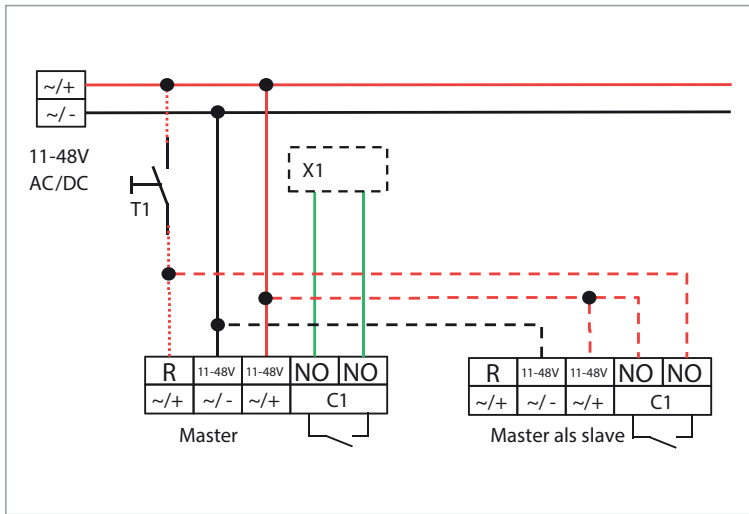 ~/+
~/-
11-48V
AC/DC
T1
X1
R 11-48V 11-48V NO NO
~/+ ~/- ~/+ C1
Master
R 11-48V 11-48V NO NO
~/+ ~/- ~/+ C1
Master als slave